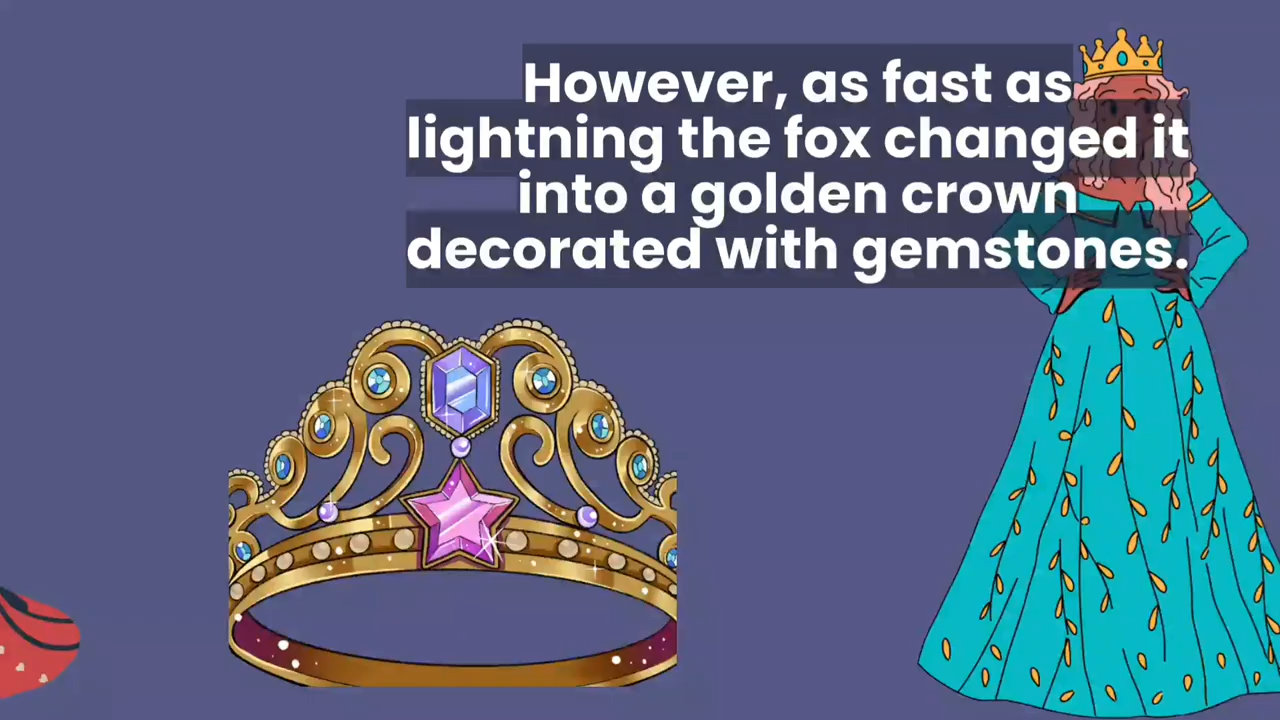 However, as fast as
lightning the fox changed it
into a golden crown
decorated with gemstones.